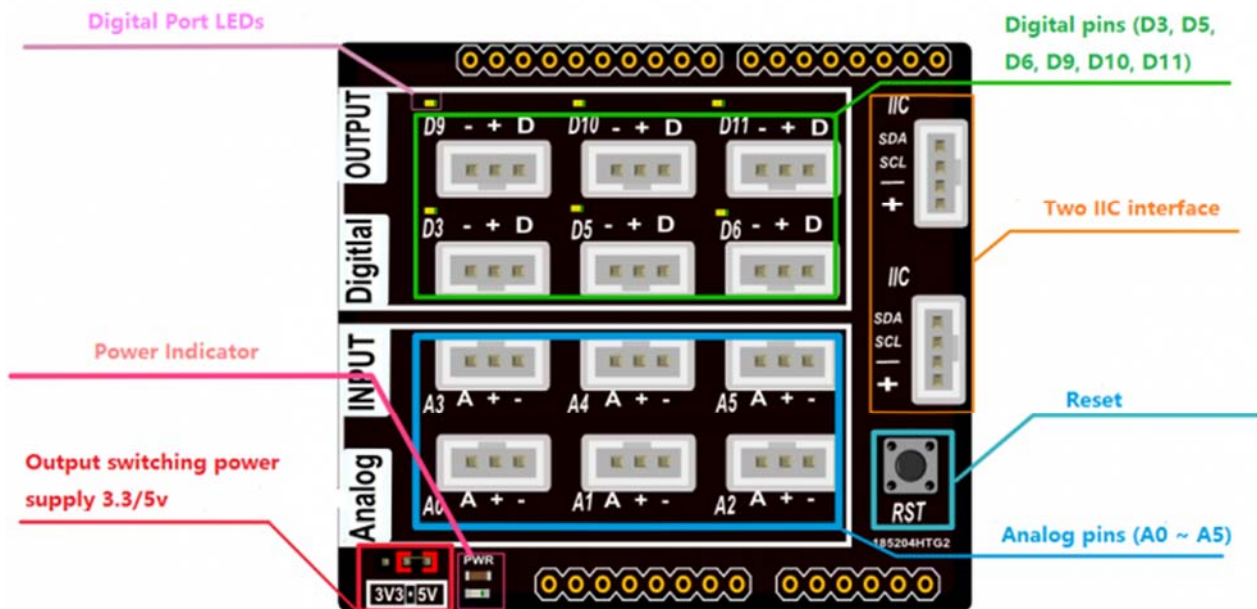 Digital Port LEDs
Digital pins (D3, D5,
D6, D9, D10, D11)
OUTPUT
D9 - + D
D10 - + D
D11 - + D
IIC
SDA
SCL
—
+
Digitlal
D3 - + D
D5 - + D
D6 - + D
Two IIC interface
IIC
SDA
SCL
—
+
Power Indicator
INPUT
A3 A + -
A4 A + -
A5 A + -
Reset
Output switching power
supply 3.3/5v
Analog
A0 A + -
A1 A + -
A2 A + -
RST
185204HTG2
Analog pins (A0 ~ A5)
PWR
3V3 5V